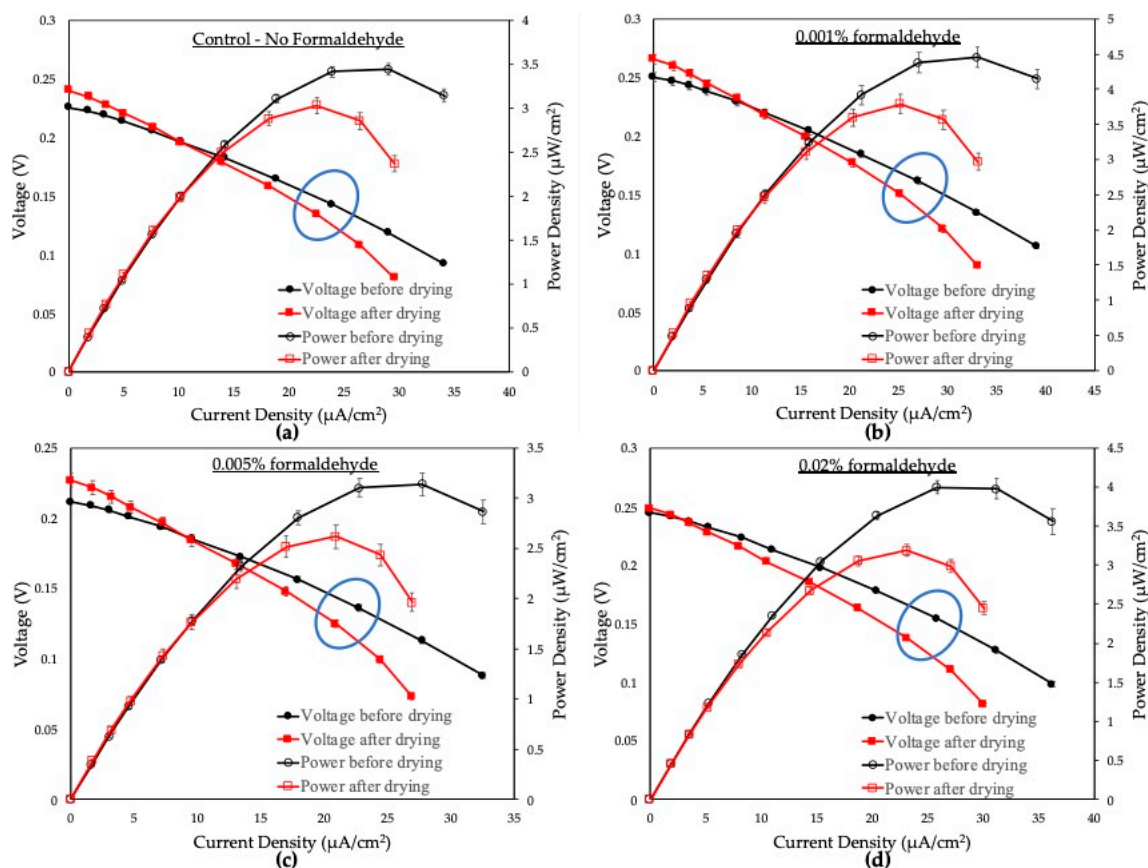 Control - No Formaldehyde
0.3
0.25
0.2
0.15
0.1
0.05
0
Voltage (V)
4
3.5
3
2.5
2
1.5
1
0.5
0
Power Density (µW/cm²)
Voltage before drying
Voltage after drying
Power before drying
Power after drying
0 5 10 15 20 25 30 35 40
Current Density (µA/cm²)
(a)
0.001% formaldehyde
0.3
0.25
0.2
0.15
0.1
0.05
0
Voltage (V)
5
4.5
4
3.5
3
2.5
2
1.5
1
0.5
0
Power Density (µW/cm²)
Voltage before drying
Voltage after drying
Power before drying
Power after drying
0 5 10 15 20 25 30 35 40 45
Current Density (µA/cm²)
(b)
0.005% formaldehyde
0.25
0.2
0.15
0.1
0.05
0
Voltage (V)
3.5
3
2.5
2
1.5
1
0.5
0
Power Density (µW/cm²)
Voltage before drying
Voltage after drying
Power before drying
Power after drying
0 5 10 15 20 25 30 35
Current Density (µA/cm²)
(c)
0.02% formaldehyde
0.3
0.25
0.2
0.15
0.1
0.05
0
Voltage (V)
4.5
4
3.5
3
2.5
2
1.5
1
0.5
0
Power Density (µW/cm²)
Voltage before drying
Voltage after drying
Power before drying
Power after drying
0 5 10 15 20 25 30 35 40
Current Density (µA/cm²)
(d)